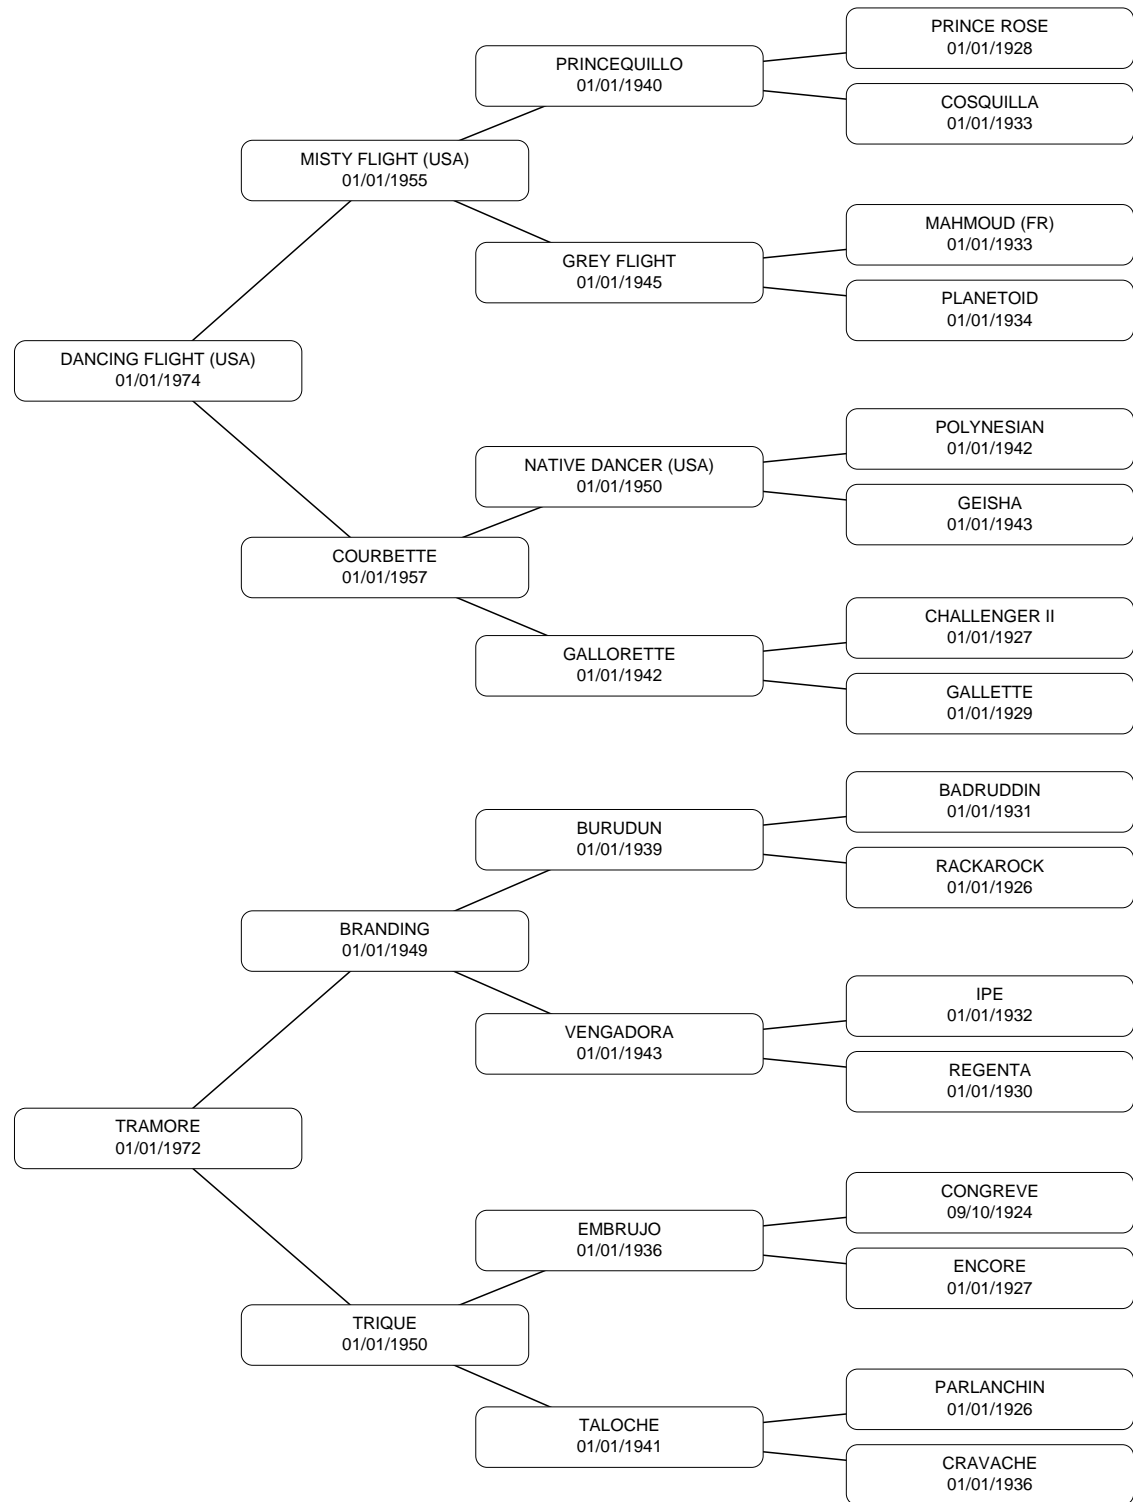 PRINCE ROSE
01/01/1928
PRINCEQUILLO
01/01/1940
COSQUILLA
01/01/1933
MISTY FLIGHT (USA)
01/01/1955
MAHMOUD (FR)
01/01/1933
GREY FLIGHT
01/01/1945
PLANETOID
01/01/1934
DANCING FLIGHT (USA)
01/01/1974
POLYNESIAN
01/01/1942
NATIVE DANCER (USA)
01/01/1950
GEISHA
01/01/1943
COURBETTE
01/01/1957
CHALLENGER II
01/01/1927
GALLORETTE
01/01/1942
GALLETTE
01/01/1929
BADRUDDIN
01/01/1931
BURUDUN
01/01/1939
RACKAROCK
01/01/1926
BRANDING
01/01/1949
IPE
01/01/1932
VENGADORA
01/01/1943
REGENTA
01/01/1930
TRAMORE
01/01/1972
CONGREVE
09/10/1924
EMBRUJO
01/01/1936
ENCORE
01/01/1927
TRIQUE
01/01/1950
PARLANCHIN
01/01/1926
TALOCHE
01/01/1941
CRAVACHE
01/01/1936